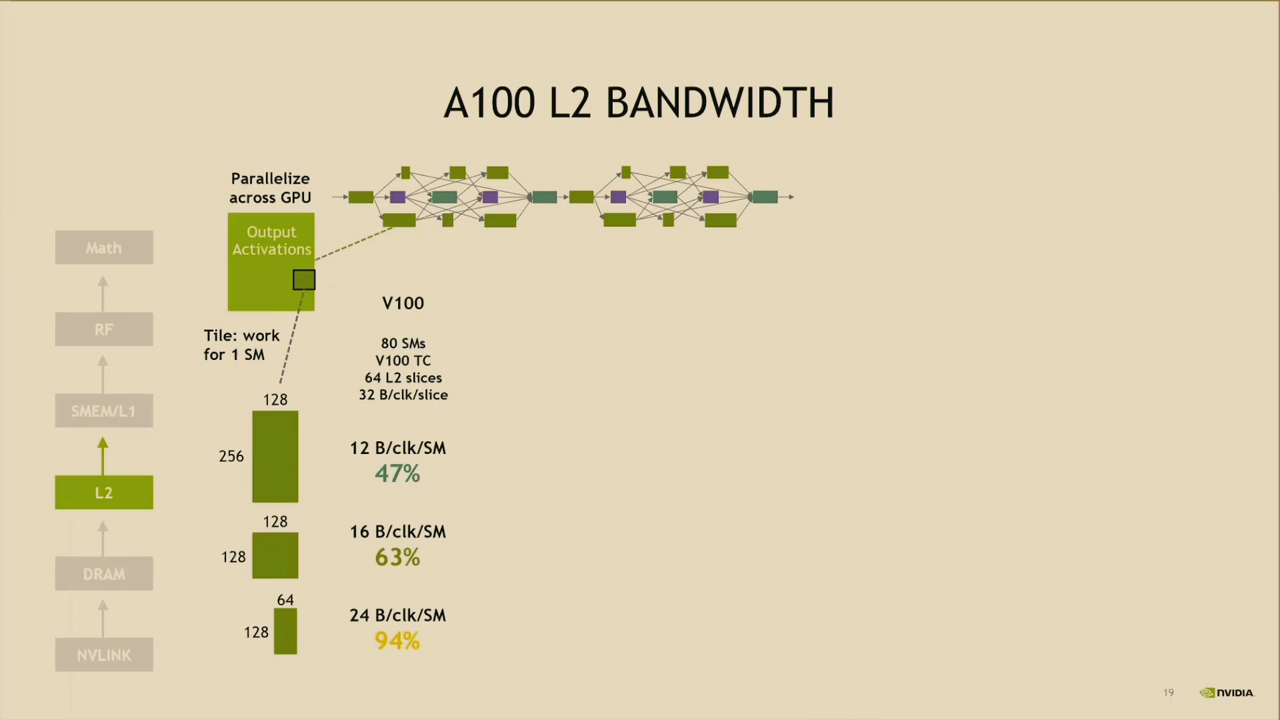 A100 L2 BANDWIDTH
Parallelize
across GPU
Output
Activations
Tile: work
for 1 SM
Math
RF
SMEM/L1
L2
DRAM
NVLINK
V100
80 SMs
V100 TC
64 L2 slices
32 B/clk/slice
128
256
12 B/clk/SM
47%
128
128
16 B/clk/SM
63%
64
128
24 B/clk/SM
94%
19
NVIDIA